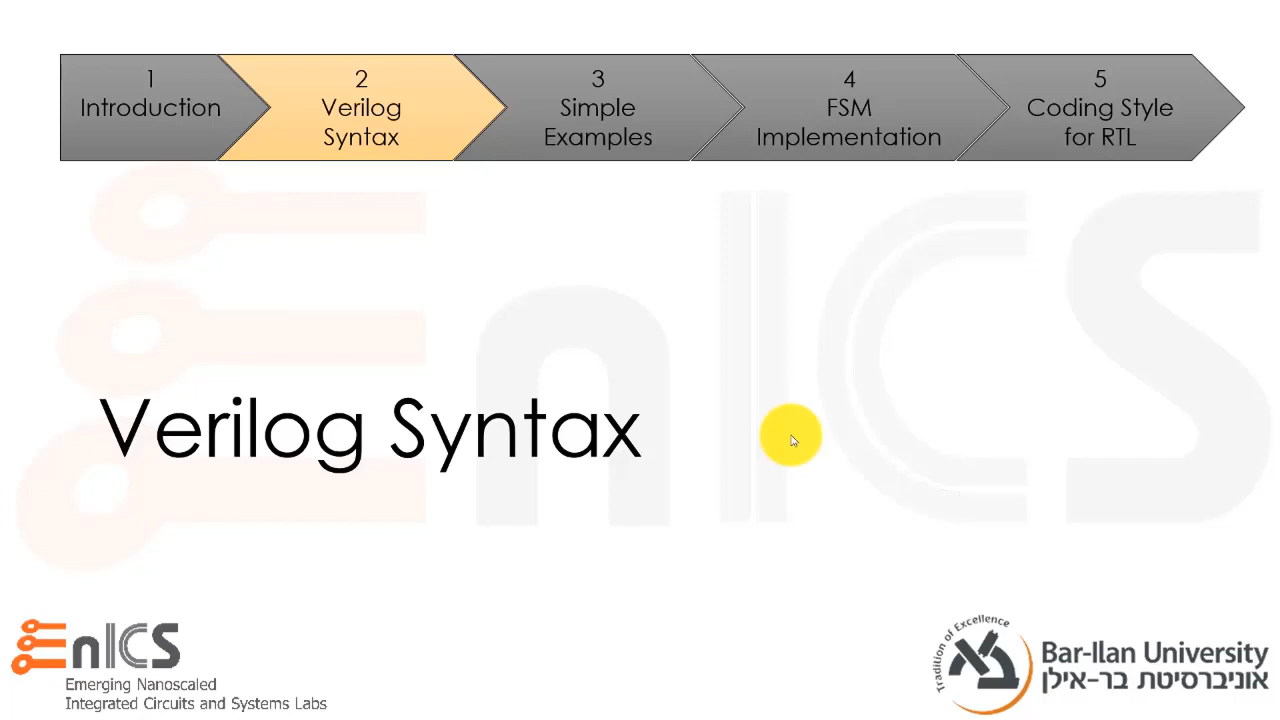 1
Introduction
2
Verilog
Syntax
3
Simple
Examples
4
FSM
Implementation
5
Coding Style
for RTL
EnICS
Verilog Syntax
EnICS
Emerging Nanoscaled
Integrated Circuits and Systems Labs
Tradition of Excellence
Bar-Ilan University
אוניברסיטת בר-אילן